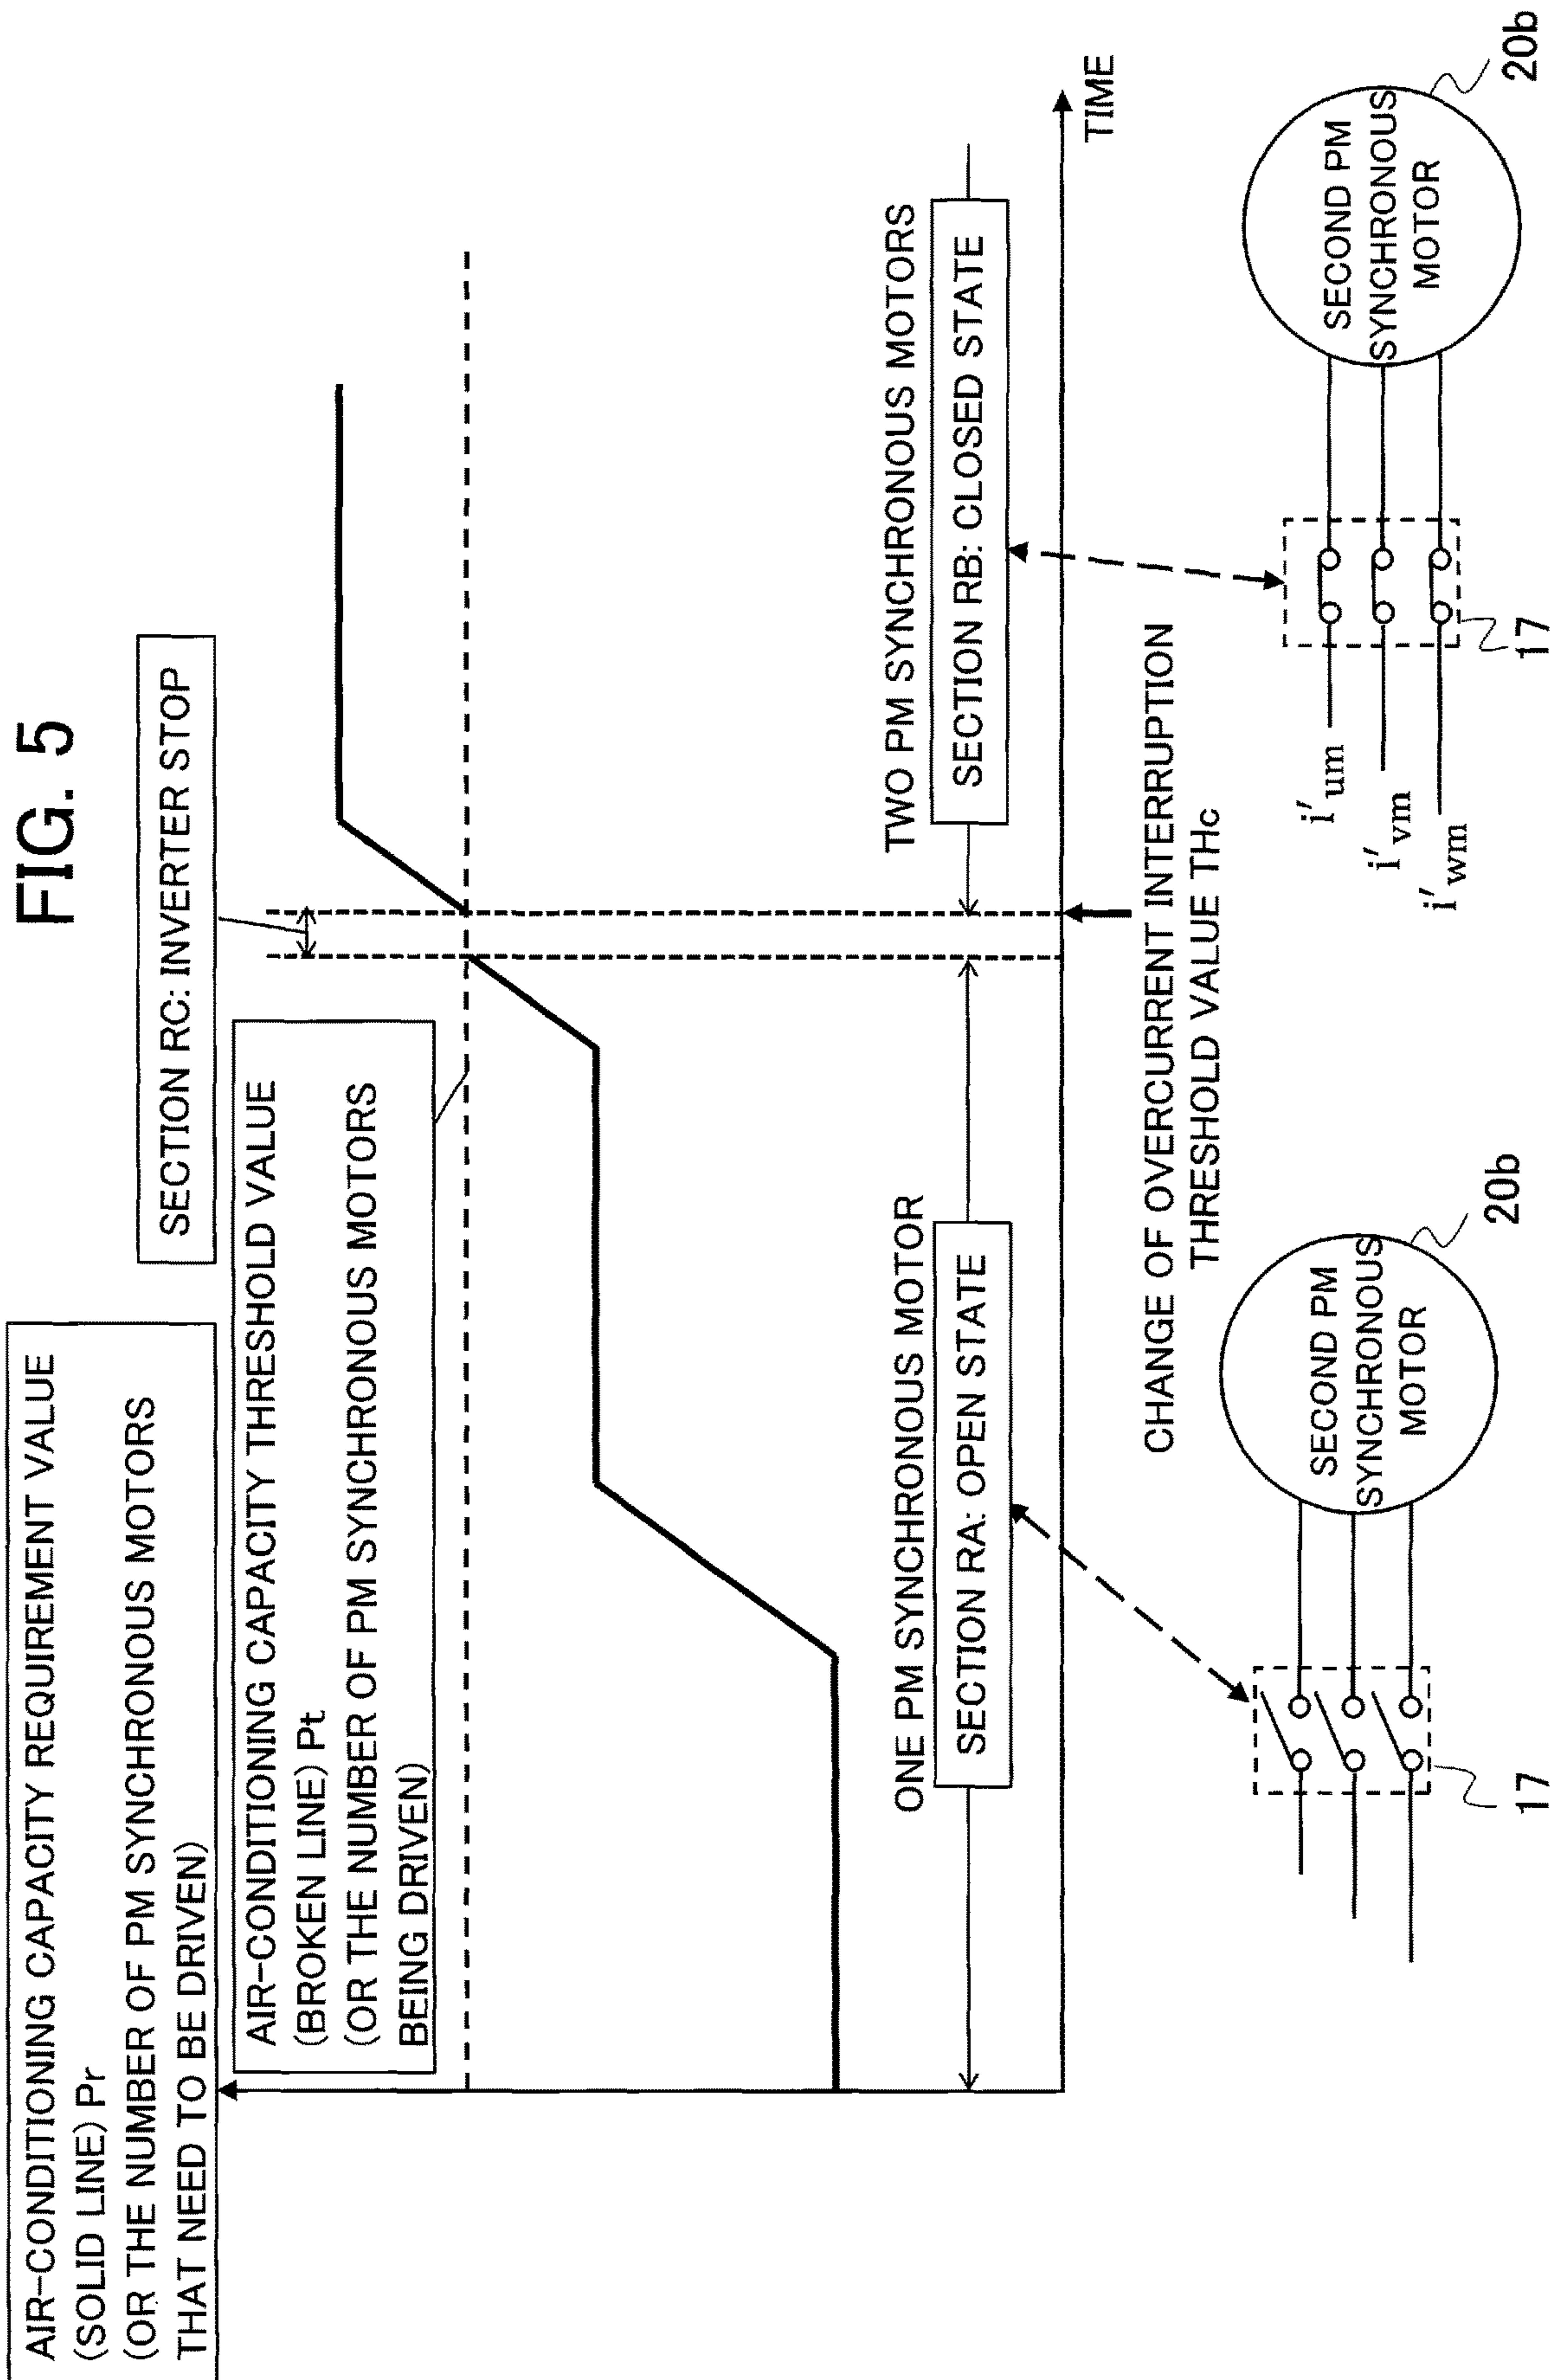 FIG. 5
AIR-CONDITIONING CAPACITY REQUIREMENT VALUE
(SOLID LINE) Pr
(OR THE NUMBER OF PM SYNCHRONOUS MOTORS
THAT NEED TO BE DRIVEN)
SECTION RC: INVERTER STOP
AIR-CONDITIONING CAPACITY THRESHOLD VALUE
(BROKEN LINE) Pt
(OR THE NUMBER OF PM SYNCHRONOUS MOTORS
BEING DRIVEN)
ONE PM SYNCHRONOUS MOTOR
SECTION RA: OPEN STATE
TWO PM SYNCHRONOUS MOTORS
SECTION RB: CLOSED STATE
TIME
CHANGE OF OVERCURRENT INTERRUPTION
THRESHOLD VALUE THc
SECOND PM
SYNCHRONOUS
MOTOR
20b
17
i'um
i'vm
i'wm
SECOND PM
SYNCHRONOUS
MOTOR
20b
17